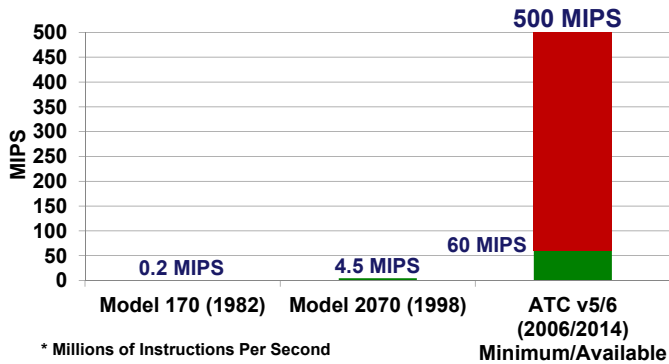 500 MIPS
500
450
400
350
300
250
200
150
100
50
0
MIPS
60 MIPS
0.2 MIPS
4.5 MIPS
Model 170 (1982)
Model 2070 (1998)
ATC v5/6
(2006/2014)
Minimum/Available
* Millions of Instructions Per Second